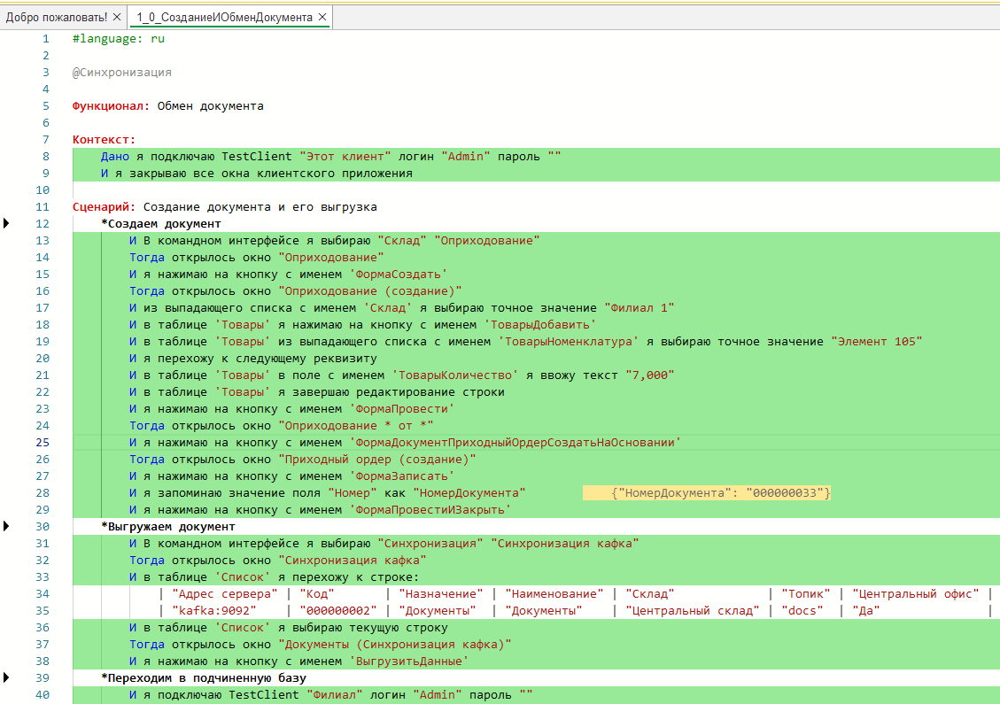 Добро пожаловать! × 1_0_СозданиеИОбменДокумента ×
1 #language: ru
2
3 @Синхронизация
4
5 Функционал: Обмен документа
6
7 Контекст:
8 Дано я подключаю TestClient "Этот клиент" логин "Admin" пароль ""
9 И я закрываю все окна клиентского приложения
10
11 Сценарий: Создание документа и его выгрузка
12 *Создаем документ
13 И В командном интерфейсе я выбираю "Склад" "Оприходование"
14 Тогда открылось окно "Оприходование"
15 И я нажимаю на кнопку с именем 'ФормаСоздать'
16 Тогда открылось окно "Оприходование (создание)"
17 И из выпадающего списка с именем 'Склад' я выбираю точное значение "Филиал 1"
18 И в таблице 'Товары' я нажимаю на кнопку с именем 'ТоварыДобавить'
19 И в таблице 'Товары' из выпадающего списка с именем 'ТоварыНоменклатура' я выбираю точное значение "Элемент 105"
20 И я перехожу к следующему реквизиту
21 И в таблице 'Товары' в поле с именем 'ТоварыКоличество' я ввожу текст "7,000"
22 И в таблице 'Товары' я завершаю редактирование строки
23 И я нажимаю на кнопку с именем 'ФормаПровести'
24 Тогда открылось окно "Оприходование * от *"
25 И я нажимаю на кнопку с именем 'ФормаДокументПриходныйОрдерСоздатьНаОсновании'
26 Тогда открылось окно "Приходный ордер (создание)"
27 И я нажимаю на кнопку с именем 'ФормаЗаписать'
28 И я запоминаю значение поля "Номер" как "НомерДокумента" {"НомерДокумента": "000000033"}
29 И я нажимаю на кнопку с именем 'ФормаПровестиИЗакрыть'
30 *Выгружаем документ
31 И В командном интерфейсе я выбираю "Синхронизация" "Синхронизация кафка"
32 Тогда открылось окно "Синхронизация кафка"
33 И в таблице 'Список' я перехожу к строке:
34 | "Адрес сервера" | "Код" | "Назначение" | "Наименование" | "Склад" | "Топик" | "Центральный офис" |
35 | "kafka:9092" | "000000002" | "Документы" | "Документы" | "Центральный склад" | "docs" | "Да" |
36 И в таблице 'Список' я выбираю текущую строку
37 Тогда открылось окно "Документы (Синхронизация кафка)"
38 И я нажимаю на кнопку с именем 'ВыгрузитьДанные'
39 *Переходим в подчиненную базу
40 И я подключаю TestClient "Филиал" логин "Admin" пароль ""